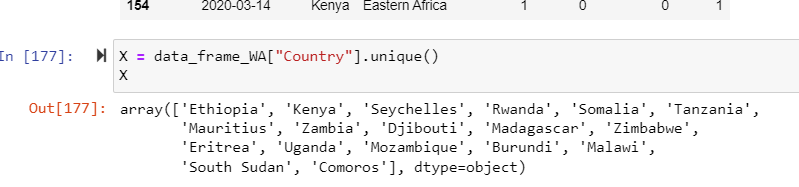 154 2020-03-14 Kenya Eastern Africa 1 0 0 1
In [177]: X = data_frame_WA["Country"].unique()
X
Out[177]: array(['Ethiopia', 'Kenya', 'Seychelles', 'Rwanda', 'Somalia', 'Tanzania',
'Mauritius', 'Zambia', 'Djibouti', 'Madagascar', 'Zimbabwe',
'Eritrea', 'Uganda', 'Mozambique', 'Burundi', 'Malawi',
'South Sudan', 'Comoros'], dtype=object)